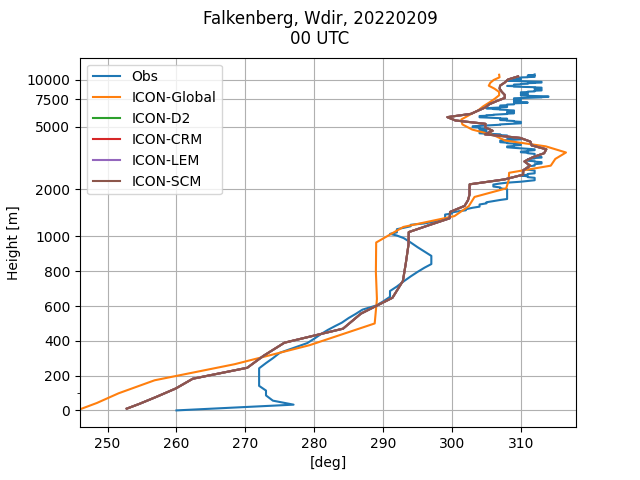 Falkenberg, Wdir, 20220209
00 UTC
Obs
ICON-Global
ICON-D2
ICON-CRM
ICON-LEM
ICON-SCM
10000
7500
5000
2000
1000
800
600
400
200
0
Height [m]
250 260 270 280 290 300 310
[deg]